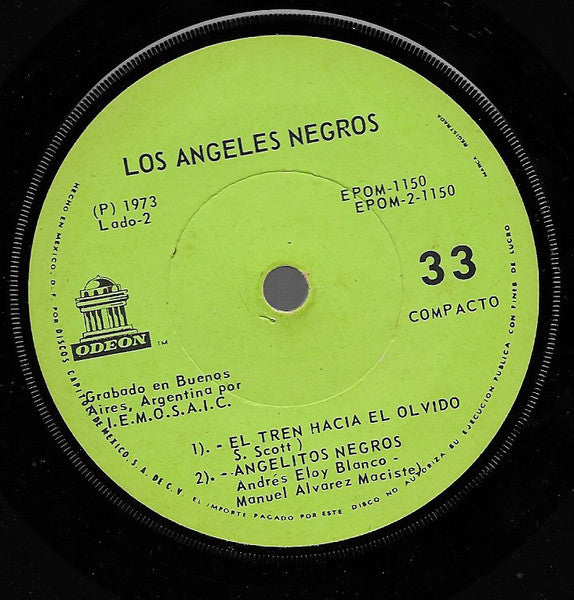 LOS ANGELES NEGROS
(P) 1973
Lado-2
EPOM-1150
EPOM-2-1150
33
COMPACTO
ODEON
TM
Grabado en Buenos
Aires, Argentina por
I.E.M.O.S.A.I.C.
1). - EL TREN HACIA EL OLVIDO
S. Scott )
2). - ANGELITOS NEGROS
Andrés Eloy Blanco -
Manuel Alvarez Maciste)
HECHO EN MEXICO, D. F. POR DISCOS CAPITOL DE MEXICO, S. A. DE C. V. EL IMPORTE PAGADO POR ESTE DISCO NO AUTORIZA SU EJECUCION PUBLICA CON FINES DE LUCRO
MARCA REGISTRADA